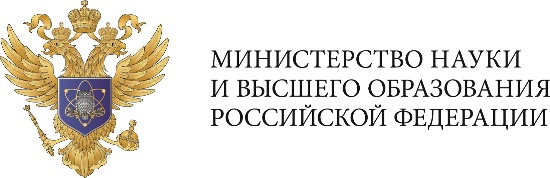 МИНИСТЕРСТВО НАУКИ
И ВЫСШЕГО ОБРАЗОВАНИЯ
РОССИЙСКОЙ ФЕДЕРАЦИИ